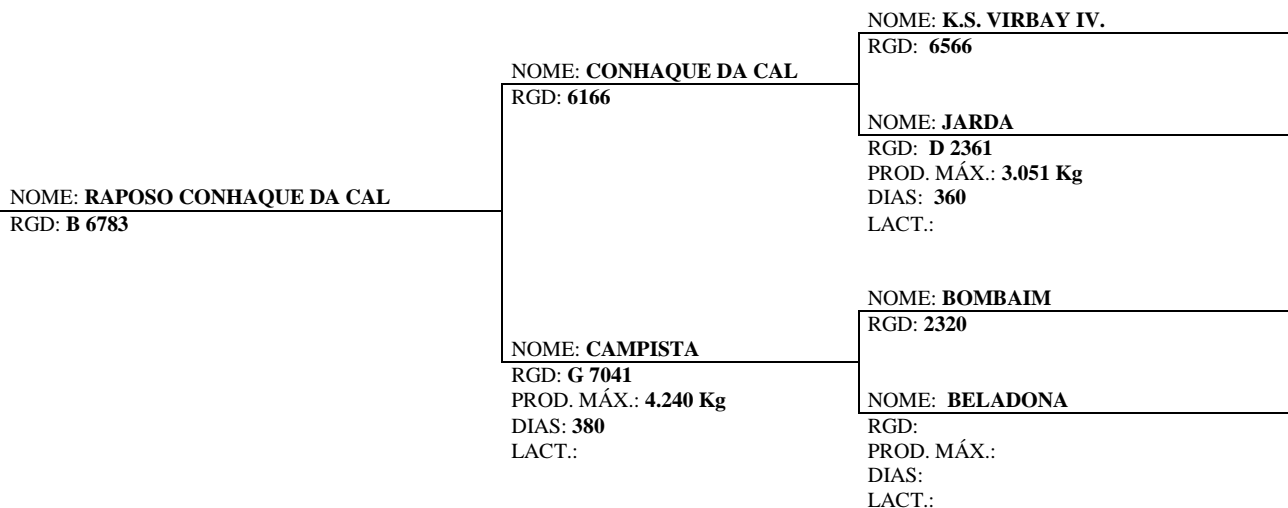 NOME: K.S. VIRBAY IV.
RGD: 6566
NOME: CONHAQUE DA CAL
RGD: 6166
NOME: JARDA
RGD: D 2361
PROD. MÁX.: 3.051 Kg
DIAS: 360
LACT.:
NOME: RAPOSO CONHAQUE DA CAL
RGD: B 6783
NOME: BOMBAIM
RGD: 2320
NOME: CAMPISTA
RGD: G 7041
PROD. MÁX.: 4.240 Kg
DIAS: 380
LACT.:
NOME: BELADONA
RGD:
PROD. MÁX.:
DIAS:
LACT.: